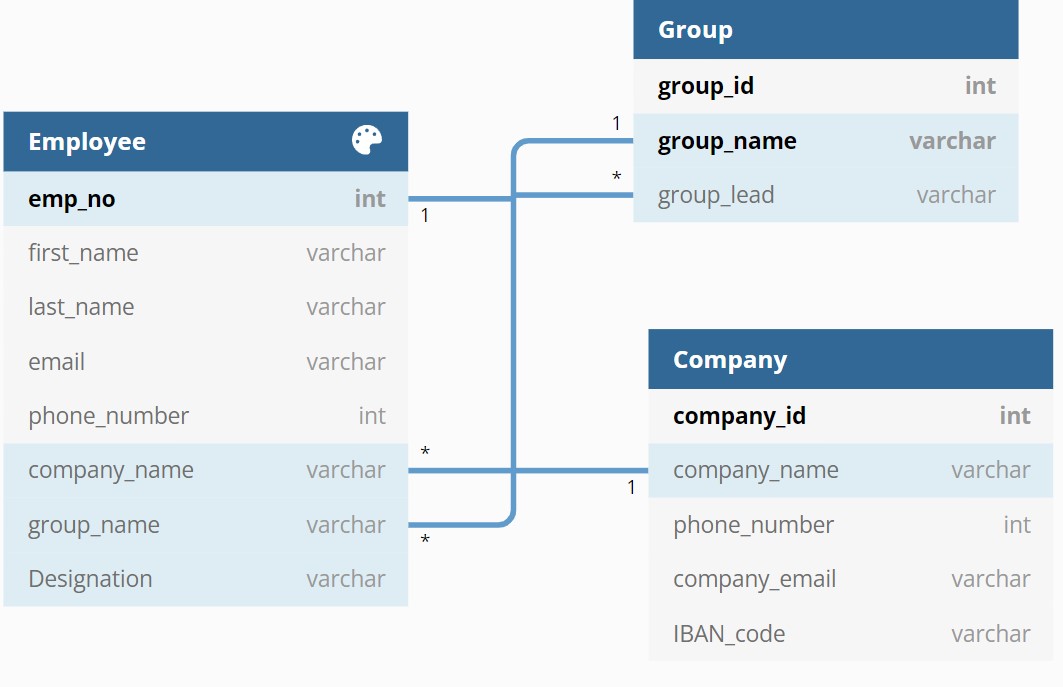 Employee
emp_no int
first_name varchar
last_name varchar
email varchar
phone_number int
company_name varchar
group_name varchar
Designation varchar
1
*
*
1
*
1
Group
group_id int
group_name varchar
group_lead varchar
Company
company_id int
company_name varchar
phone_number int
company_email varchar
IBAN_code varchar